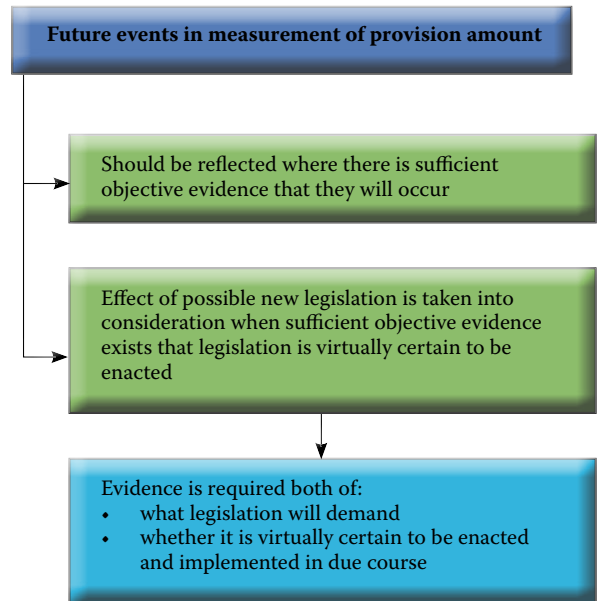 Future events in measurement of provision amount
Should be reflected where there is sufficient
objective evidence that they will occur
Effect of possible new legislation is taken into
consideration when sufficient objective evidence
exists that legislation is virtually certain to be
enacted
Evidence is required both of:
• what legislation will demand
• whether it is virtually certain to be enacted
and implemented in due course